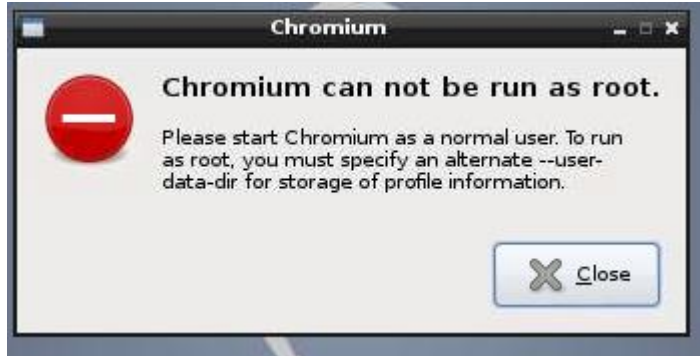 Chromium
Chromium can not be run as root.
Please start Chromium as a normal user. To run
as root, you must specify an alternate --user-
data-dir for storage of profile information.
Close